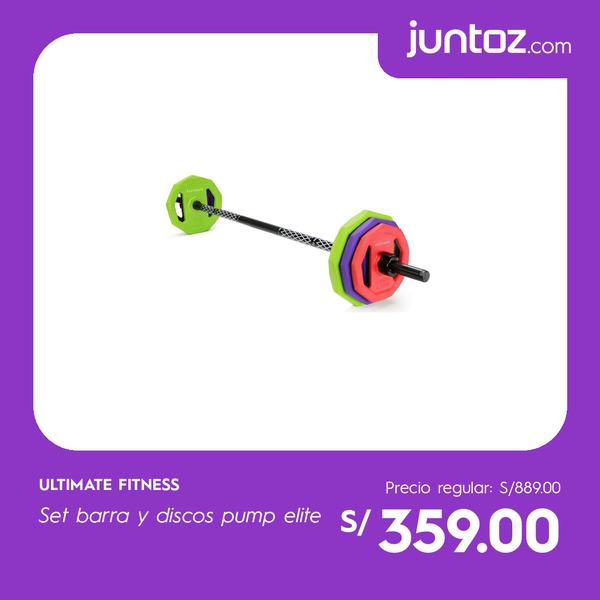 juntoz.com
ULTIMATE FITNESS
Precio regular: S/889.00
Set barra y discos pump elite
S/ 359.00